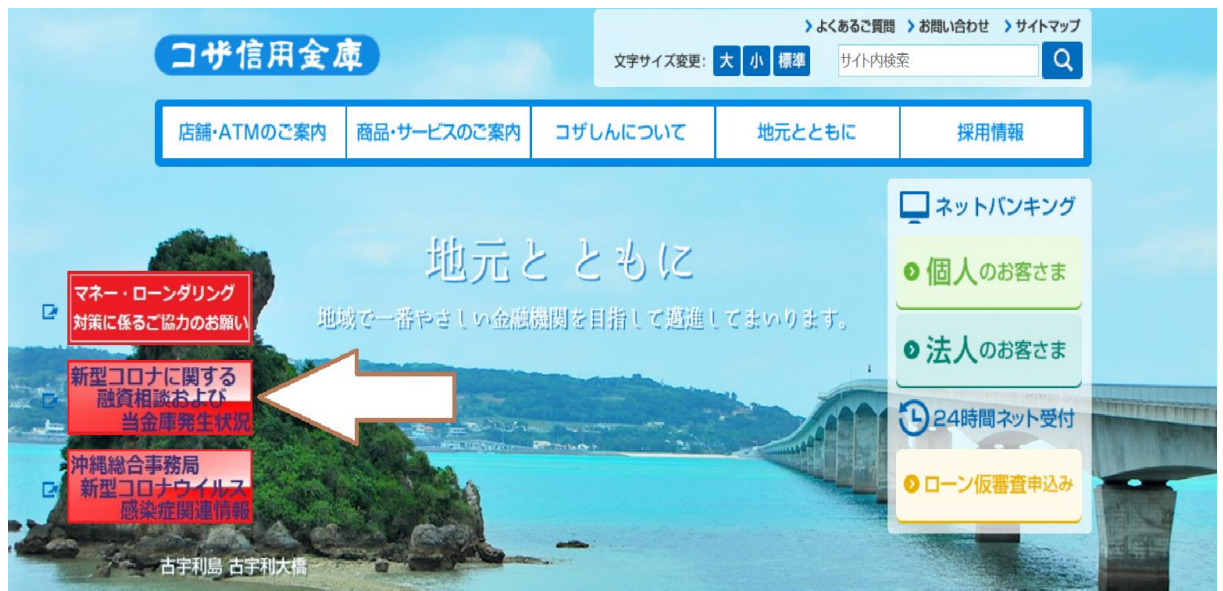 よくあるご質問 お問い合わせ サイトマップ
コザ信用金庫
文字サイズ変更: 大 小 標準 サイト内検索
店舗・ATMのご案内 商品・サービスのご案内 コザしんについて 地元とともに 採用情報
ネットバンキング
地元と ともに
個人のお客さま
マネー・ローンダリング
対策に係るご協力のお願い
地域で一番やさしい金融機関を目指して邁進してまいります。
法人のお客さま
新型コロナに関する
融資相談および
当金庫発生状況
24時間ネット受付
沖縄総合事務局
新型コロナウイルス
感染症関連情報
ローン仮審査申込み
古宇利島 古宇利大橋